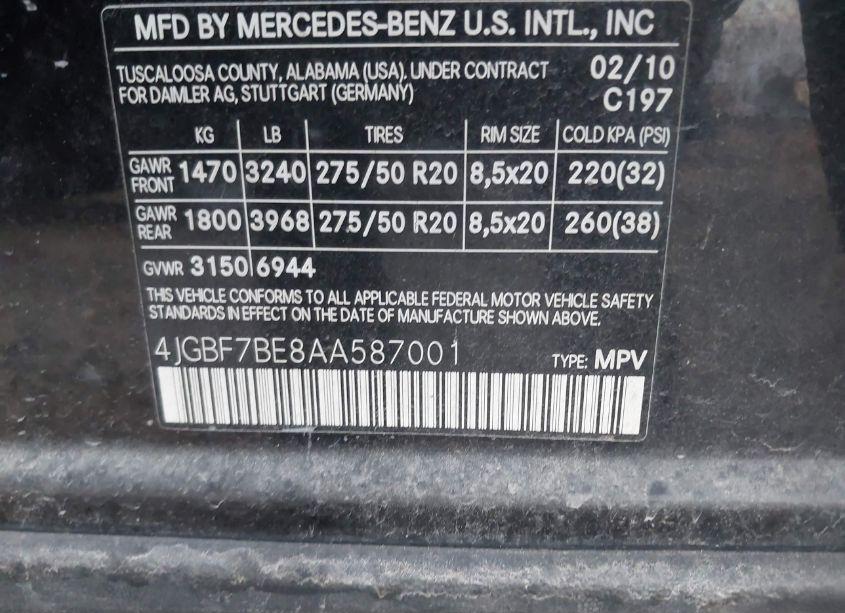 MFD BY MERCEDES-BENZ U.S. INTL., INC
TUSCALOOSA COUNTY, ALABAMA (USA), UNDER CONTRACT 02/10
FOR DAIMLER AG, STUTTGART (GERMANY) C197
KG LB TIRES RIM SIZE COLD KPA (PSI)
GAWR FRONT 1470 3240 275/50 R20 8,5x20 220(32)
GAWR REAR 1800 3968 275/50 R20 8,5x20 260(38)
GVWR 3150 6944
THIS VEHICLE CONFORMS TO ALL APPLICABLE FEDERAL MOTOR VEHICLE SAFETY
STANDARDS IN EFFECT ON THE DATE OF MANUFACTURE SHOWN ABOVE.
4JGBF7BE8AA587001 TYPE: MPV